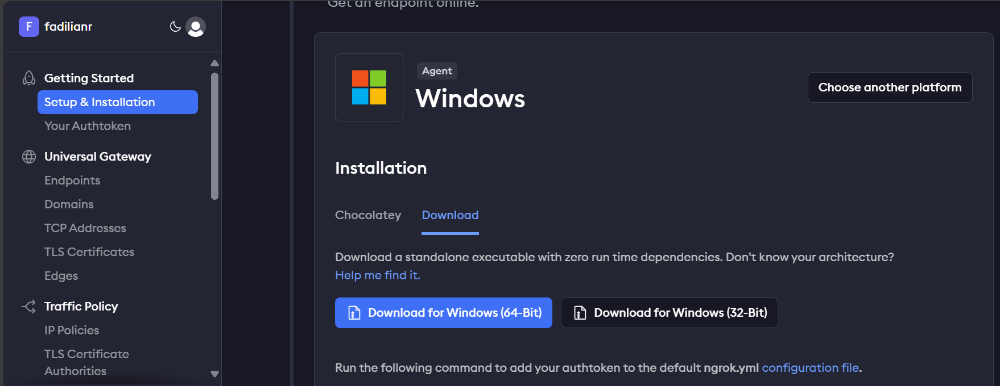 Get an endpoint online.
F fadilianr
Getting Started
Setup & Installation
Your Authtoken
Universal Gateway
Endpoints
Domains
TCP Addresses
TLS Certificates
Edges
Traffic Policy
IP Policies
TLS Certificate
Authorities
Agent
Windows
Choose another platform
Installation
Chocolatey Download
Download a standalone executable with zero run time dependencies. Don’t know your architecture?
Help me find it.
Download for Windows (64-Bit) Download for Windows (32-Bit)
Run the following command to add your authtoken to the default ngrok.yml configuration file.